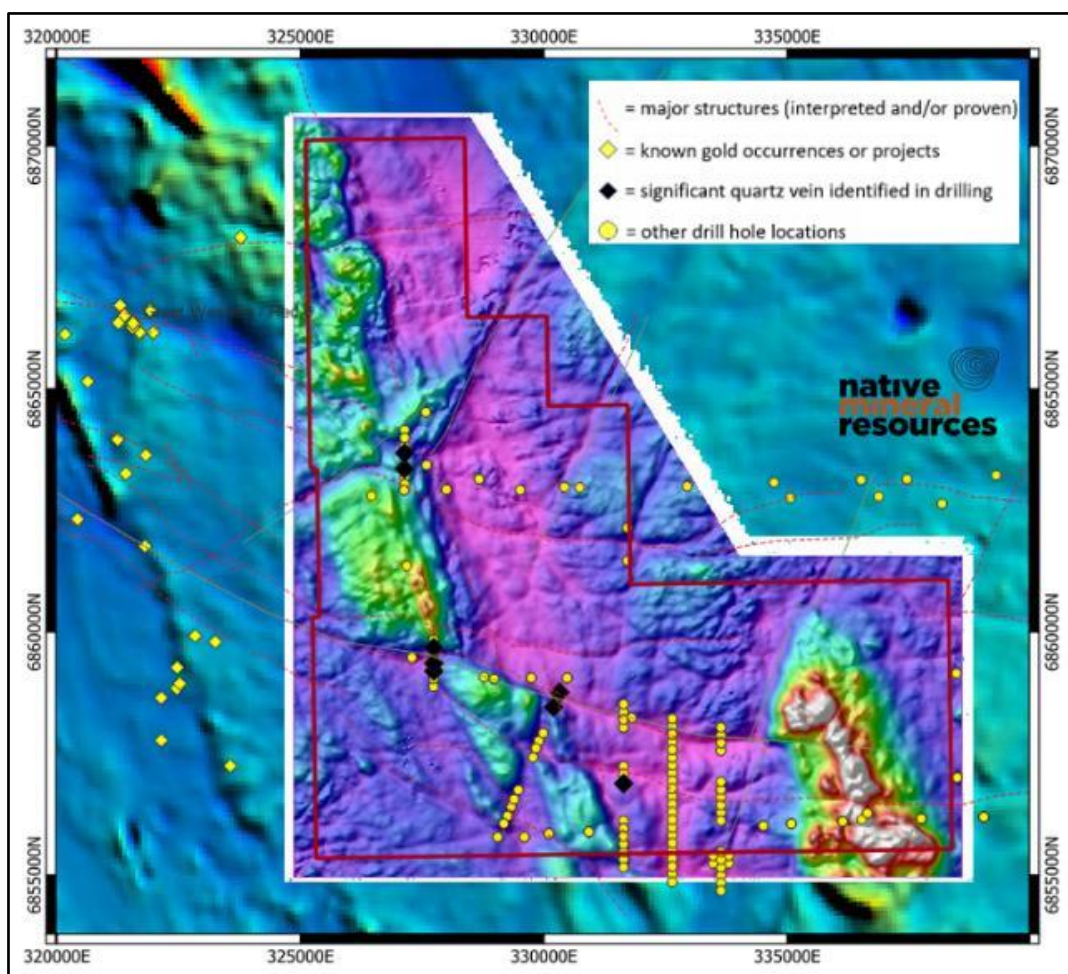 320000E 325000E 330000E 335000E
= major structures (interpreted and/or proven)
= known gold occurrences or projects
= significant quartz vein identified in drilling
= other drill hole locations
6870000N
6870000N
6865000N
6865000N
native
mineral
resources
6860000N
6860000N
6855000N
6855000N
320000E 325000E 330000E 335000E